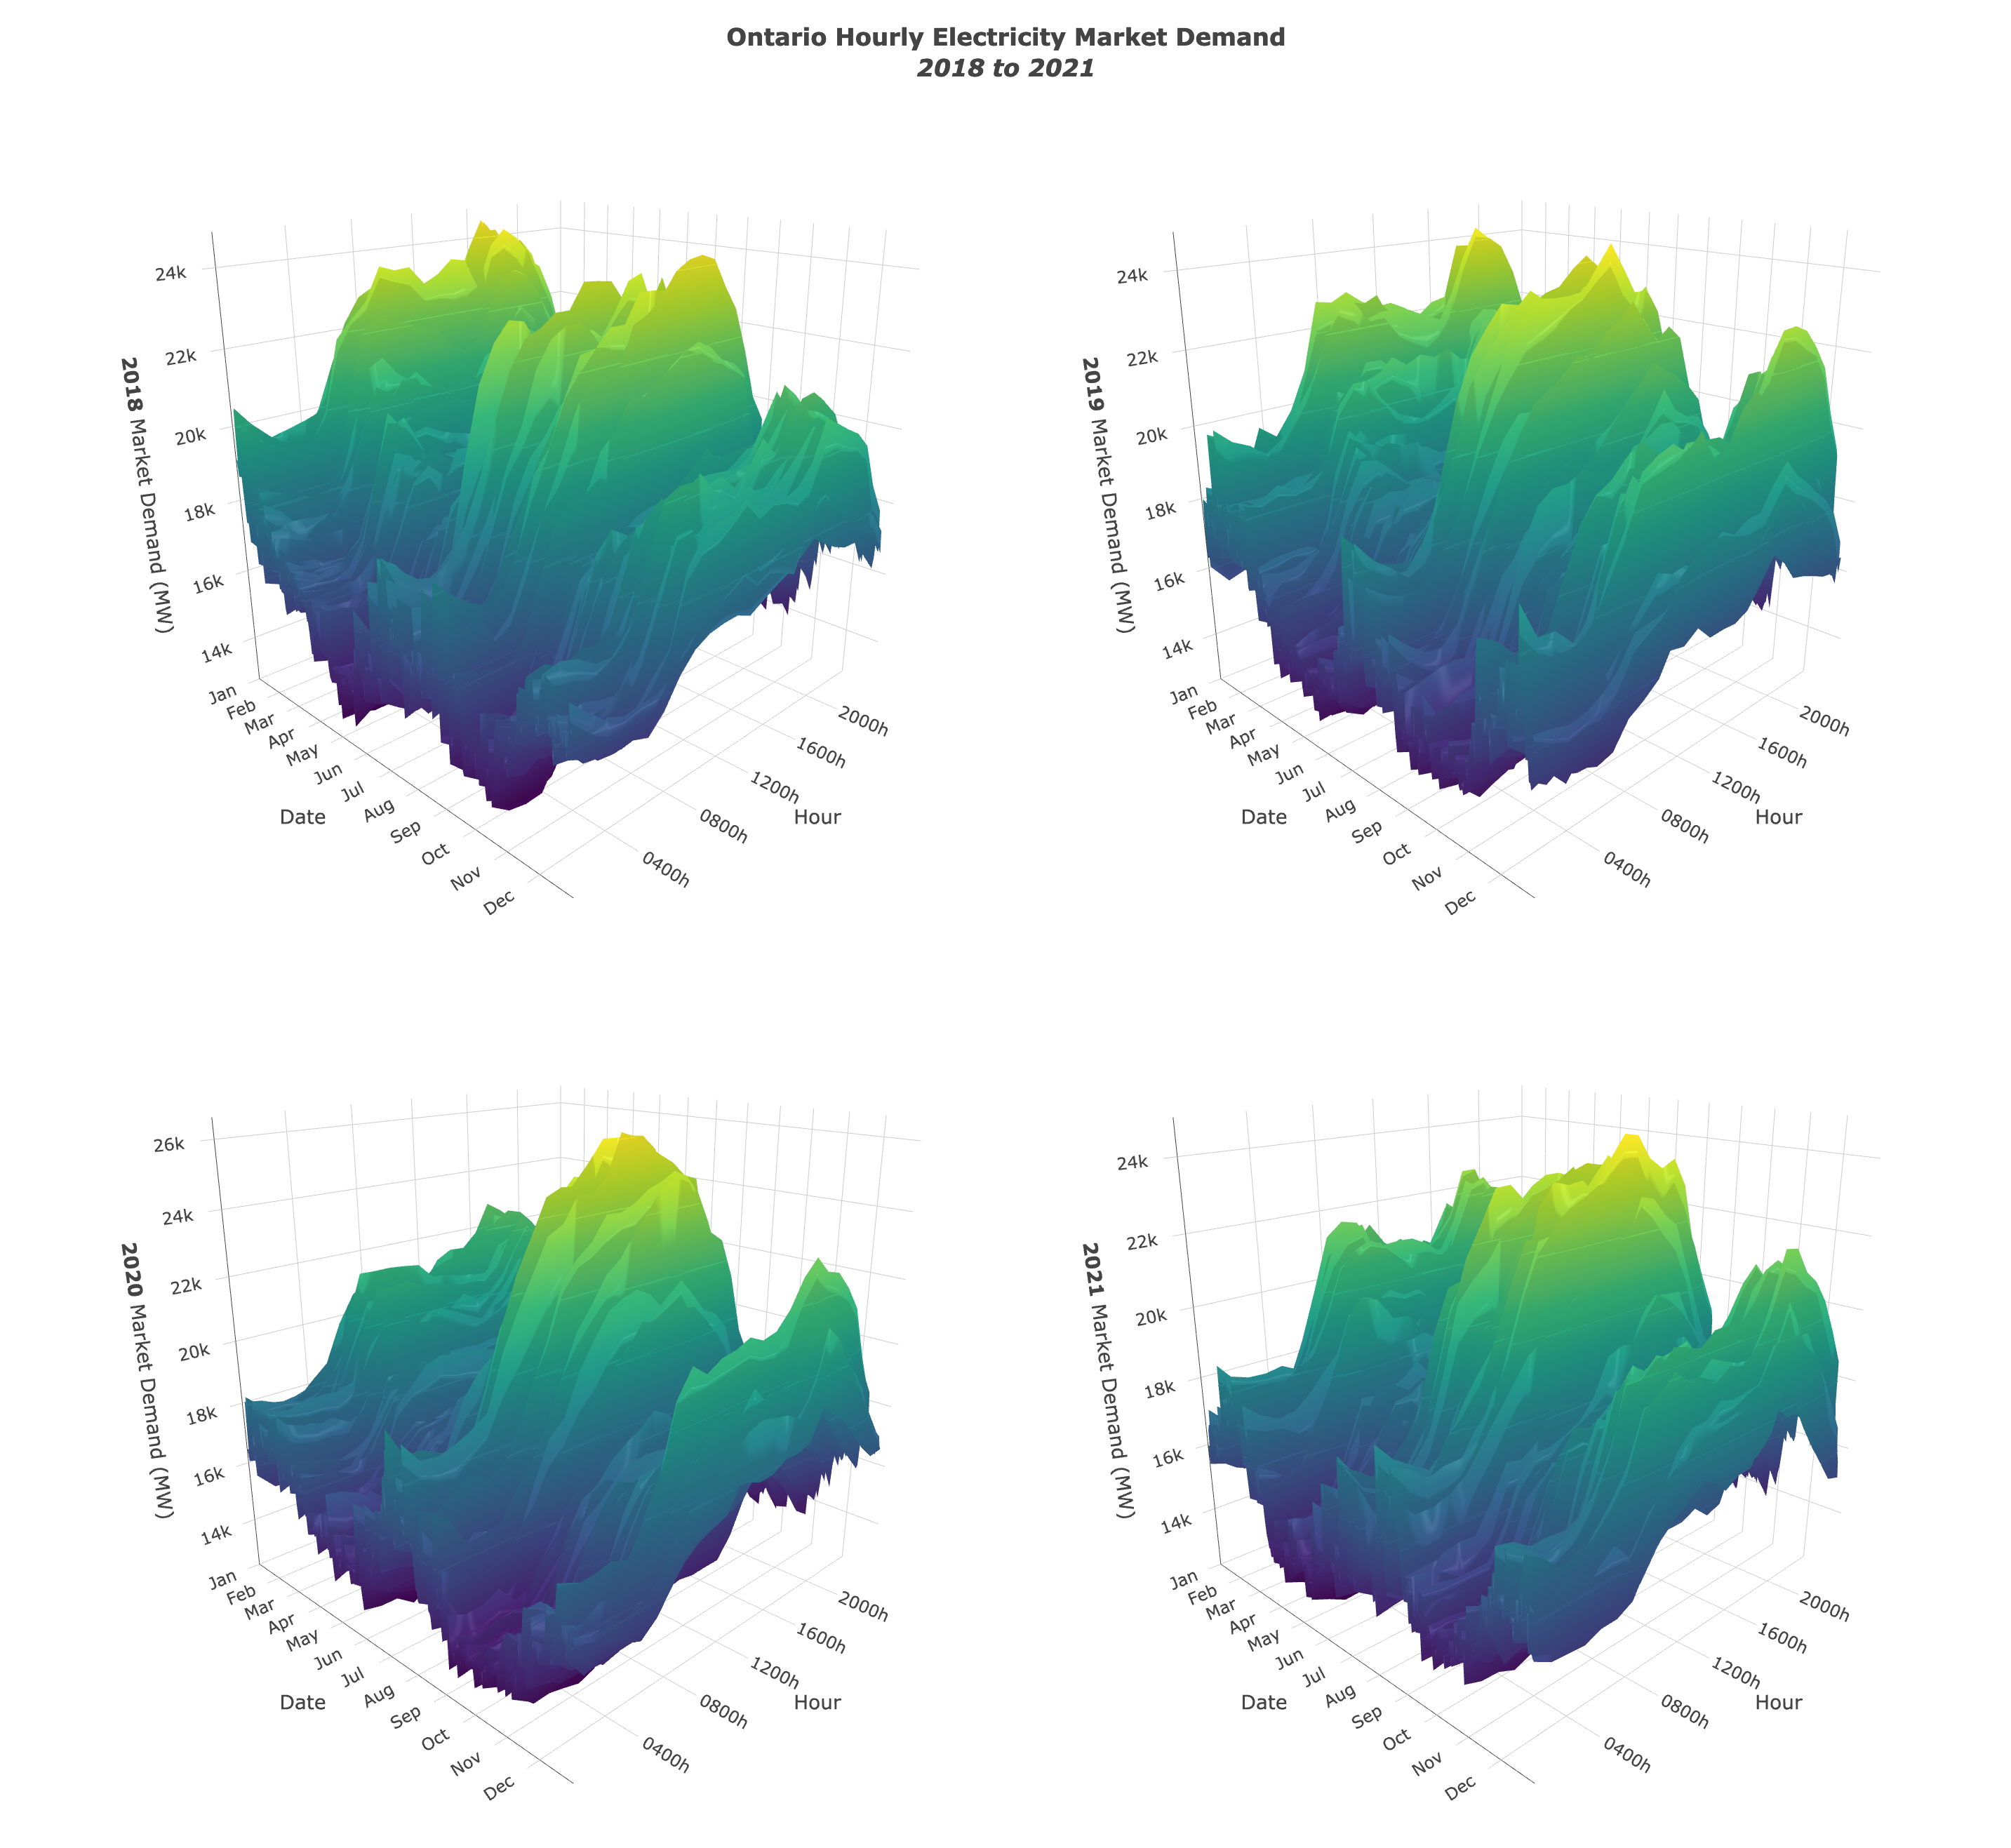 Ontario Hourly Electricity Market Demand
2018 to 2021
24k
22k
20k
18k
16k
14k
2018 Market Demand (MW)
Jan
Feb
Mar
Apr
May
Jun
Jul
Aug
Sep
Oct
Nov
Dec
Date
0400h
0800h
1200h
1600h
2000h
Hour
24k
22k
20k
18k
16k
14k
2019 Market Demand (MW)
Jan
Feb
Mar
Apr
May
Jun
Jul
Aug
Sep
Oct
Nov
Dec
Date
0400h
0800h
1200h
1600h
2000h
Hour
26k
24k
22k
20k
18k
16k
14k
2020 Market Demand (MW)
Jan
Feb
Mar
Apr
May
Jun
Jul
Aug
Sep
Oct
Nov
Dec
Date
0400h
0800h
1200h
1600h
2000h
Hour
24k
22k
20k
18k
16k
14k
2021 Market Demand (MW)
Jan
Feb
Mar
Apr
May
Jun
Jul
Aug
Sep
Oct
Nov
Dec
Date
0400h
0800h
1200h
1600h
2000h
Hour